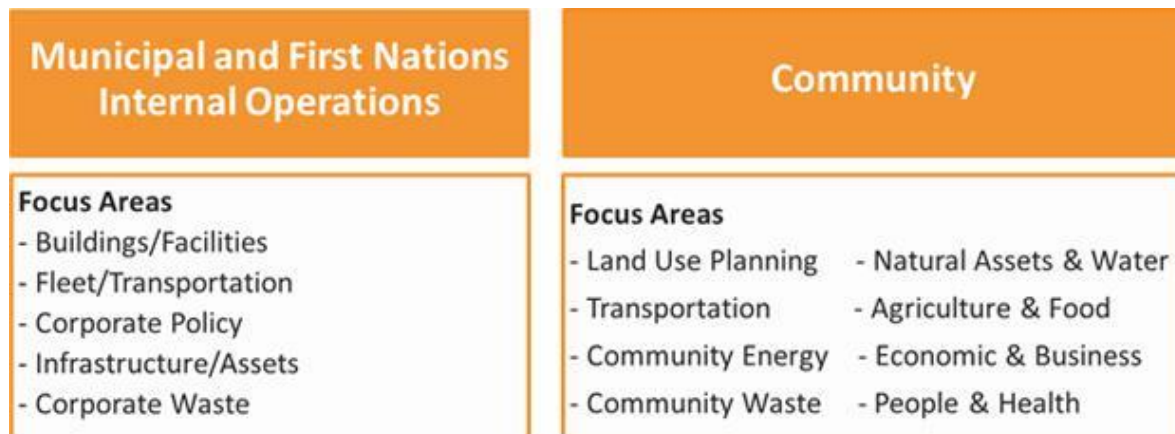 Municipal and First Nations
Internal Operations
Focus Areas
- Buildings/Facilities
- Fleet/Transportation
- Corporate Policy
- Infrastructure/Assets
- Corporate Waste
Community
Focus Areas
- Land Use Planning - Natural Assets & Water
- Transportation - Agriculture & Food
- Community Energy - Economic & Business
- Community Waste - People & Health